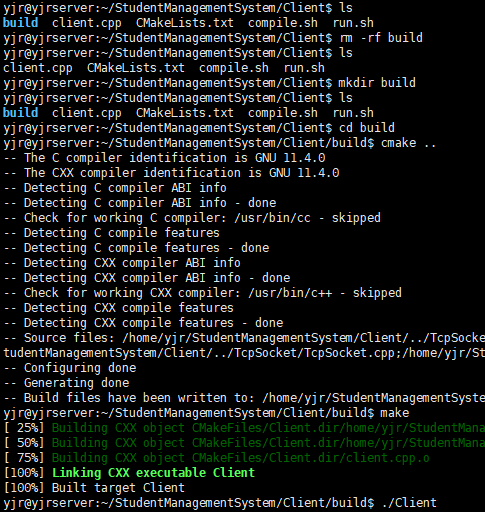 yjr@yjrserver:~/StudentManagementSystem/Client$ ls
build  client.cpp  CMakeLists.txt  compile.sh  run.sh
yjr@yjrserver:~/StudentManagementSystem/Client$ rm -rf build
yjr@yjrserver:~/StudentManagementSystem/Client$ ls
client.cpp  CMakeLists.txt  compile.sh  run.sh
yjr@yjrserver:~/StudentManagementSystem/Client$ mkdir build
yjr@yjrserver:~/StudentManagementSystem/Client$ ls
build  client.cpp  CMakeLists.txt  compile.sh  run.sh
yjr@yjrserver:~/StudentManagementSystem/Client$ cd build
yjr@yjrserver:~/StudentManagementSystem/Client/build$ cmake ..
-- The C compiler identification is GNU 11.4.0
-- The CXX compiler identification is GNU 11.4.0
-- Detecting C compiler ABI info
-- Detecting C compiler ABI info - done
-- Check for working C compiler: /usr/bin/cc - skipped
-- Detecting C compile features
-- Detecting C compile features - done
-- Detecting CXX compiler ABI info
-- Detecting CXX compiler ABI info - done
-- Check for working CXX compiler: /usr/bin/c++ - skipped
-- Detecting CXX compile features
-- Detecting CXX compile features - done
-- Source files: /home/yjr/StudentManagementSystem/Client/../TcpSocke
tudentManagementSystem/Client/../TcpSocket/TcpSocket.cpp;/home/yjr/St
-- Configuring done
-- Generating done
-- Build files have been written to: /home/yjr/StudentManagementSyste
yjr@yjrserver:~/StudentManagementSystem/Client/build$ make
[ 25%] Building CXX object CMakeFiles/Client.dir/home/yjr/StudentMana
[ 50%] Building CXX object CMakeFiles/Client.dir/home/yjr/StudentMana
[ 75%] Building CXX object CMakeFiles/Client.dir/client.cpp.o
[100%] Linking CXX executable Client
[100%] Built target Client
yjr@yjrserver:~/StudentManagementSystem/Client/build$ ./Client